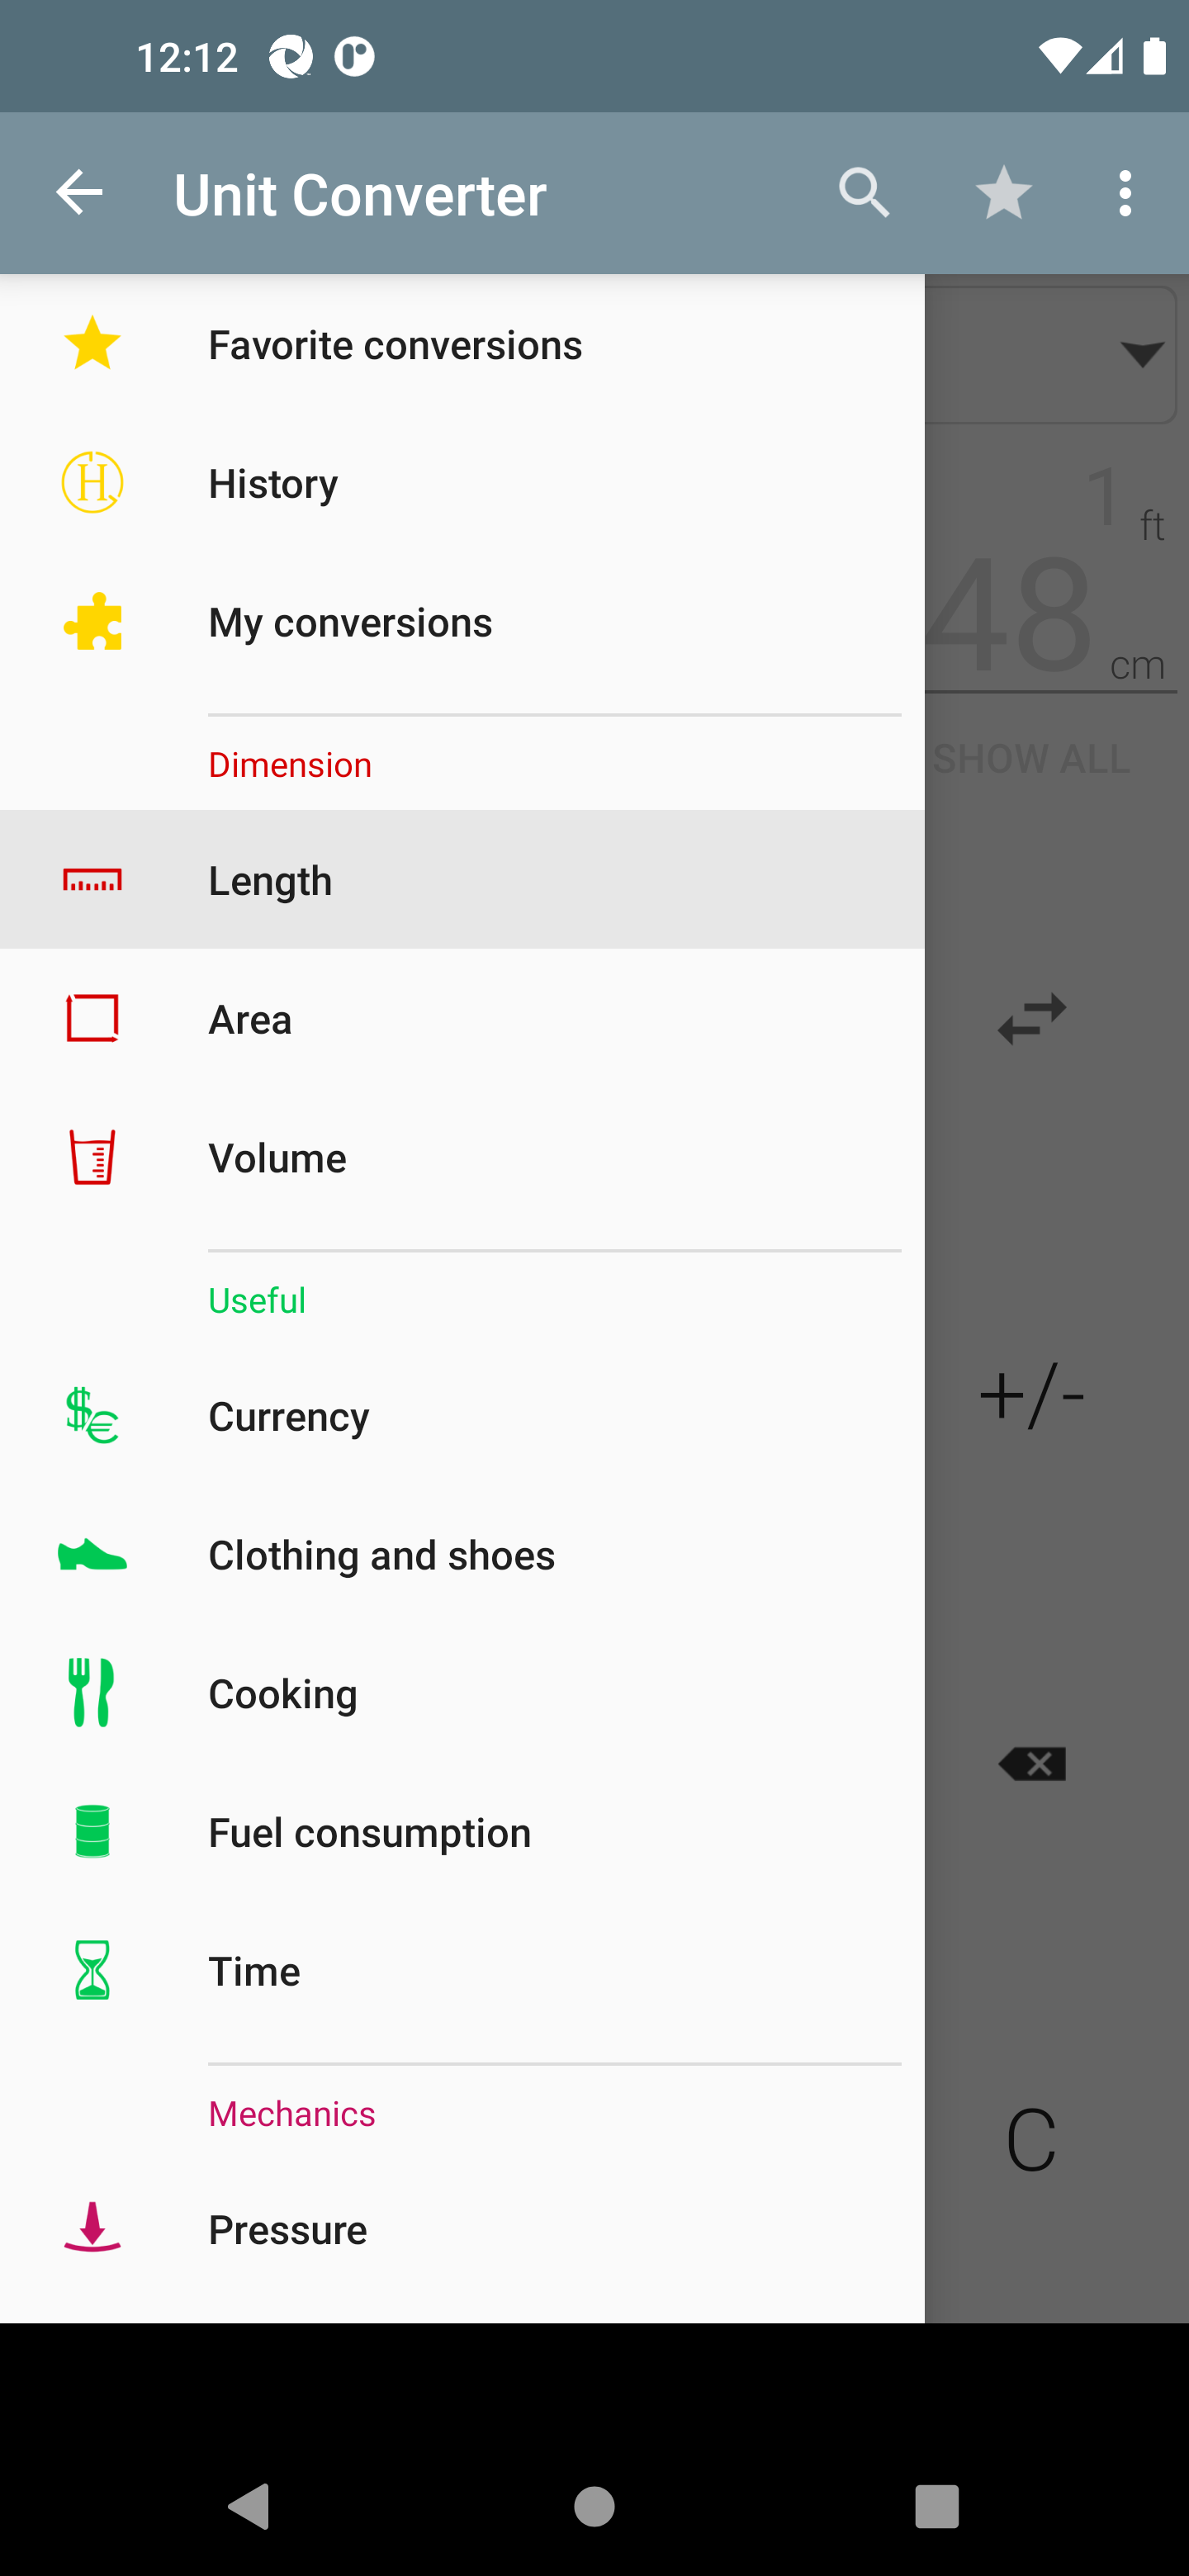 12:12
Unit Converter
Favorite conversions
History
My conversions
1 ft
48 cm
SHOW ALL
Dimension
Length
Area
Volume
Useful
Currency
+/-
Clothing and shoes
Cooking
Fuel consumption
Time
Mechanics
C
Pressure